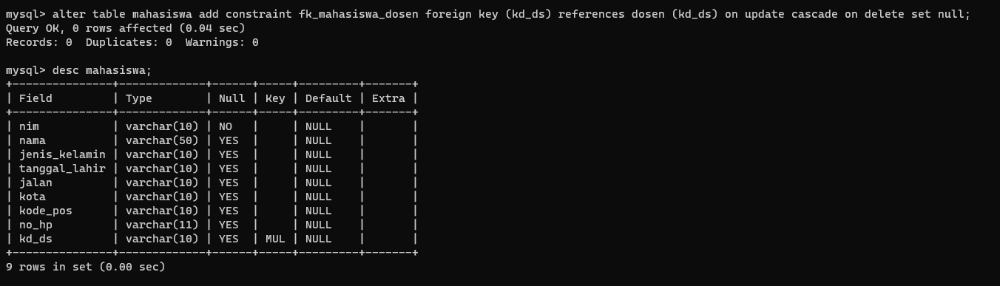 mysql> alter table mahasiswa add constraint fk_mahasiswa_dosen foreign key (kd_ds) references dosen (kd_ds) on update cascade on delete set null;
Query OK, 0 rows affected (0.04 sec)
Records: 0  Duplicates: 0  Warnings: 0

mysql> desc mahasiswa;
+---------------+-------------+------+-----+---------+-------+
| Field         | Type        | Null | Key | Default | Extra |
+---------------+-------------+------+-----+---------+-------+
| nim           | varchar(10) | NO   |     | NULL    |       |
| nama          | varchar(50) | YES  |     | NULL    |       |
| jenis_kelamin | varchar(10) | YES  |     | NULL    |       |
| tanggal_lahir | varchar(10) | YES  |     | NULL    |       |
| jalan         | varchar(10) | YES  |     | NULL    |       |
| kota          | varchar(10) | YES  |     | NULL    |       |
| kode_pos      | varchar(10) | YES  |     | NULL    |       |
| no_hp         | varchar(11) | YES  |     | NULL    |       |
| kd_ds         | varchar(10) | YES  | MUL | NULL    |       |
+---------------+-------------+------+-----+---------+-------+
9 rows in set (0.00 sec)